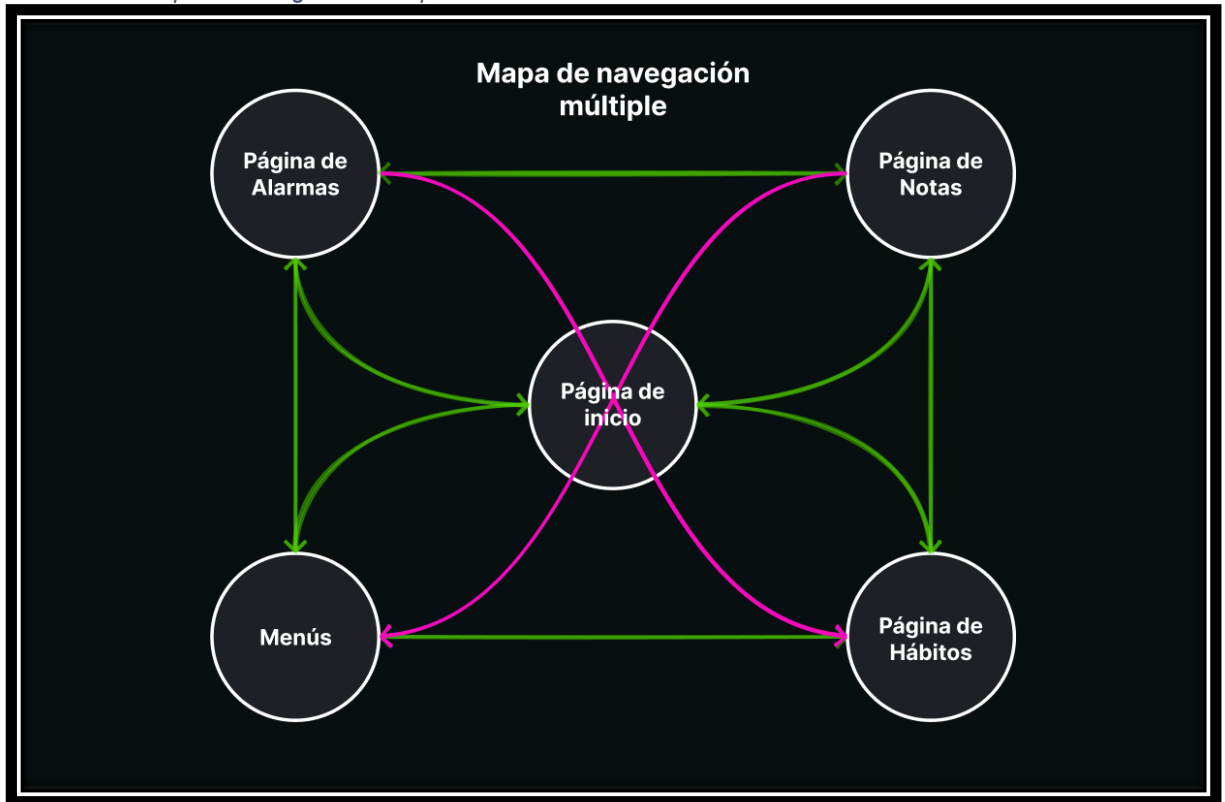 Mapa de navegación
múltiple
Página de
Alarmas
Página de
Notas
Página de
inicio
Menús
Página de
Hábitos